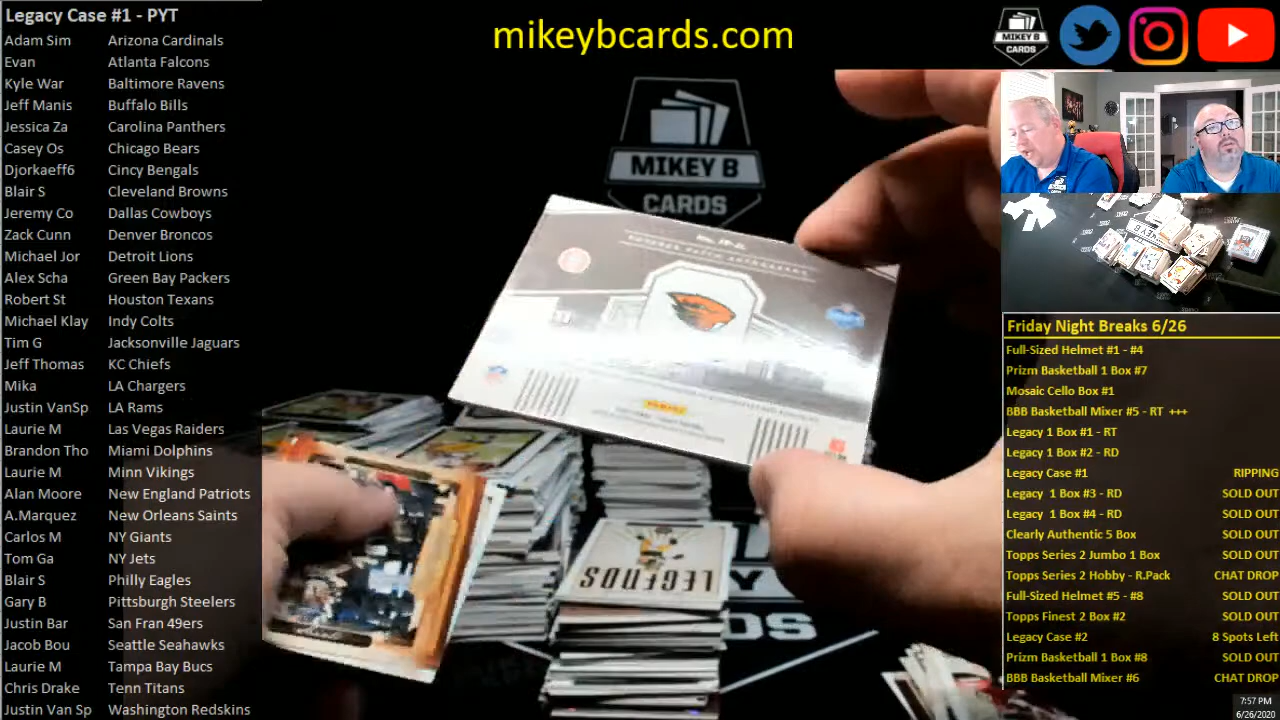 Legacy Case #1 - PYT
Adam Sim Arizona Cardinals
Evan Atlanta Falcons
Kyle War Baltimore Ravens
Jeff Manis Buffalo Bills
Jessica Za Carolina Panthers
Casey Os Chicago Bears
Djorkaeff6 Cincy Bengals
Blair S Cleveland Browns
Jeremy Co Dallas Cowboys
Zack Cunn Denver Broncos
Michael Jor Detroit Lions
Alex Scha Green Bay Packers
Robert St Houston Texans
Michael Klay Indy Colts
Tim G Jacksonville Jaguars
Jeff Thomas KC Chiefs
Mika LA Chargers
Justin VanSp LA Rams
Laurie M Las Vegas Raiders
Brandon Tho Miami Dolphins
Laurie M Minn Vikings
Alan Moore New England Patriots
A.Marquez New Orleans Saints
Carlos M NY Giants
Tom Ga NY Jets
Blair S Philly Eagles
Gary B Pittsburgh Steelers
Justin Bar San Fran 49ers
Jacob Bou Seattle Seahawks
Laurie M Tampa Bay Bucs
Chris Drake Tenn Titans
Justin Van Sp Washington Redskins
mikeybcards.com
MIKEY B
CARDS
LEGENDS
MIKEY B
CARDS
Friday Night Breaks 6/26
Full-Sized Helmet #1 - #4
Prizm Basketball 1 Box #7
Mosaic Cello Box #1
BBB Basketball Mixer #5 - RT +++
Legacy 1 Box #1 - RT
Legacy 1 Box #2 - RD
Legacy Case #1 RIPPING
Legacy 1 Box #3 - RD SOLD OUT
Legacy 1 Box #4 - RD SOLD OUT
Clearly Authentic 5 Box SOLD OUT
Topps Series 2 Jumbo 1 Box SOLD OUT
Topps Series 2 Hobby - R.Pack CHAT DROP
Full-Sized Helmet #5 - #8 SOLD OUT
Topps Finest 2 Box #2 SOLD OUT
Legacy Case #2 8 Spots Left
Prizm Basketball 1 Box #8 SOLD OUT
BBB Basketball Mixer #6 CHAT DROP
7:57 PM
6/26/2020